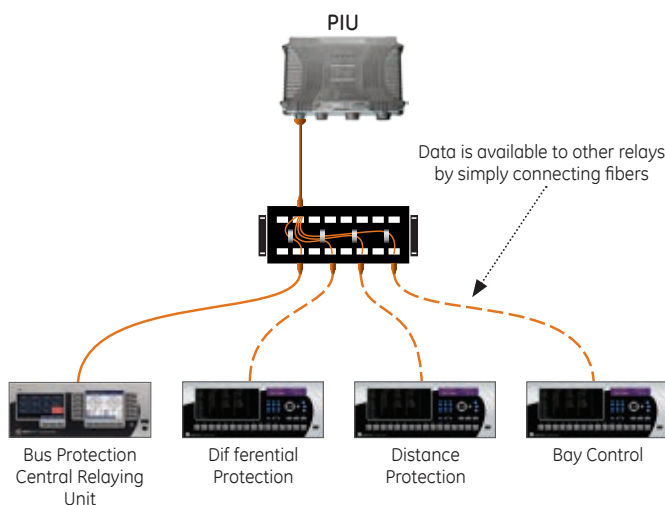 PIU
Data is available to other relays
by simply connecting fibers
Bus Protection
Central Relaying
Unit
Dif ferential
Protection
Distance
Protection
Bay Control